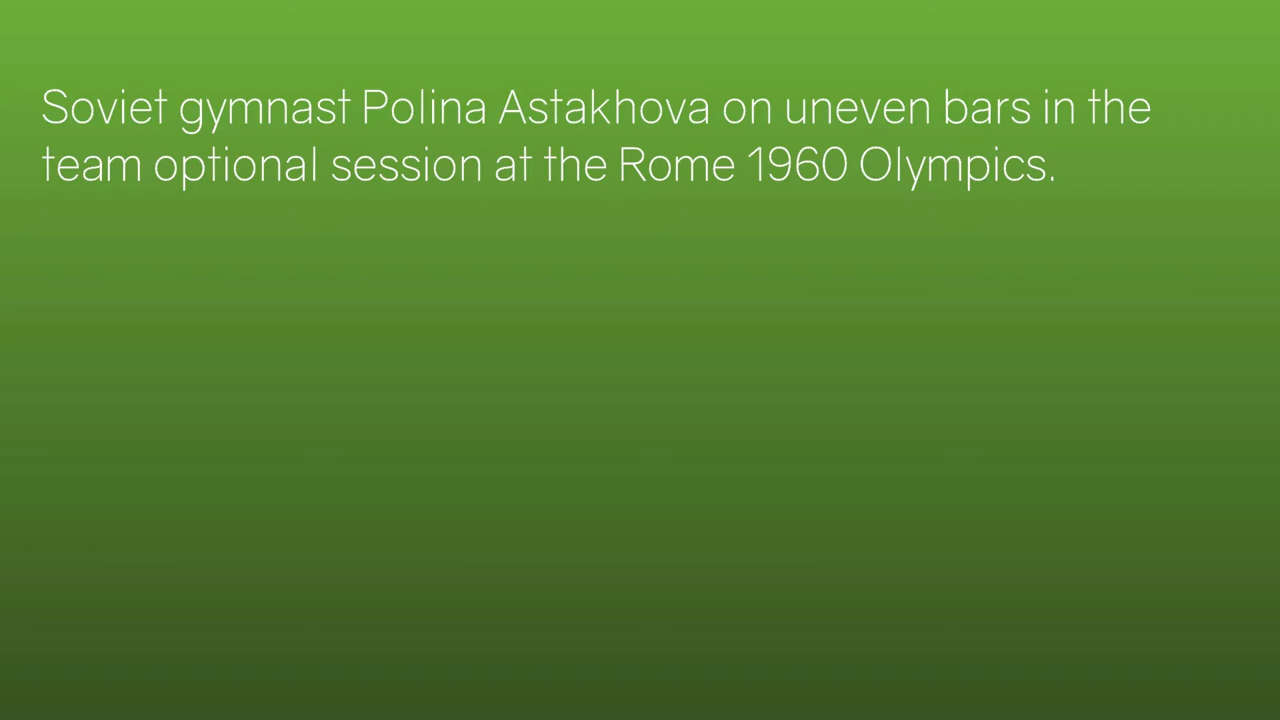 Soviet gymnast Polina Astakhova on uneven bars in the
team optional session at the Rome 1960 Olympics.